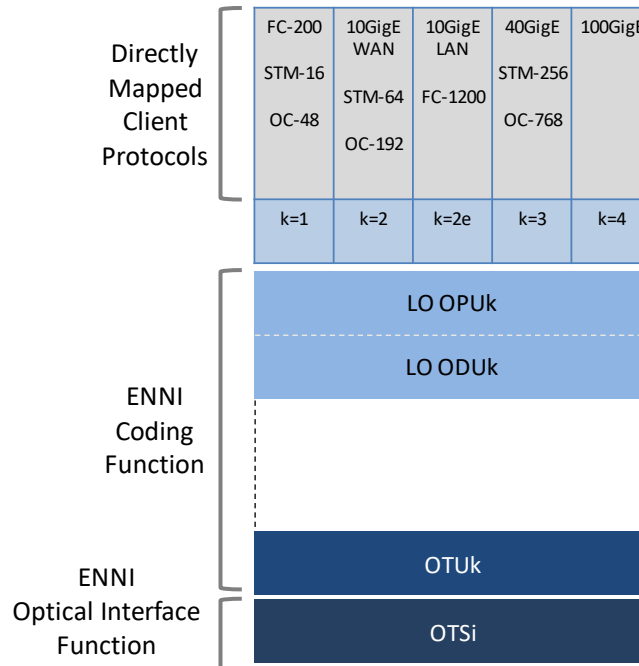 Directly
Mapped
Client
Protocols
FC-200
STM-16
OC-48
10GigE
WAN
STM-64
OC-192
10GigE
LAN
FC-1200
40GigE
STM-256
OC-768
100GigE
k=1
k=2
k=2e
k=3
k=4
ENNI
Coding
Function
LO OPUk
LO ODUk
OTUk
ENNI
Optical Interface
Function
OTSi